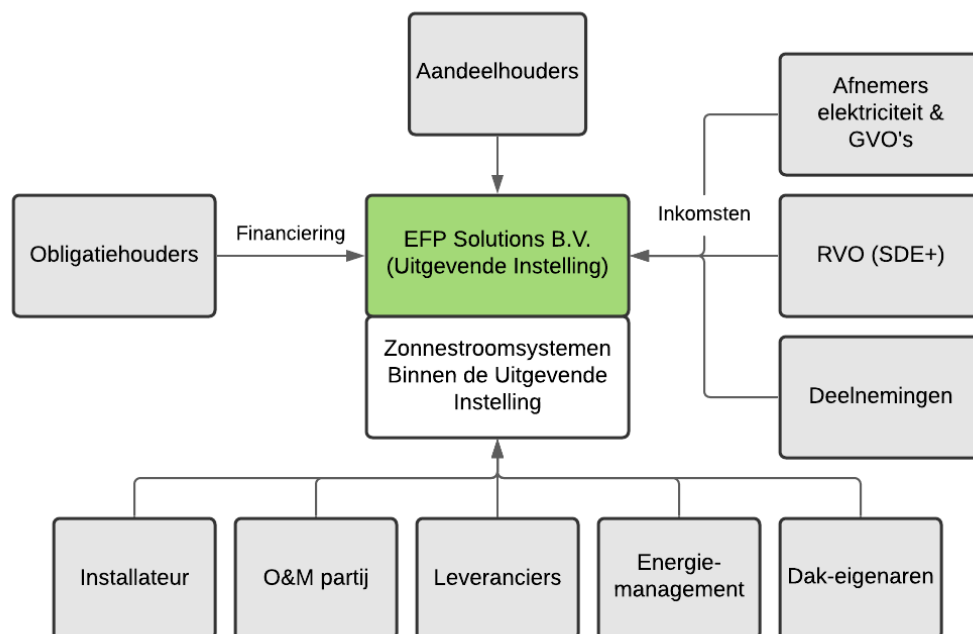 Aandeelhouders
Afnemers
elektriciteit &
GVO's
Obligatiehouders
Financiering
EFP Solutions B.V.
(Uitgevende Instelling)
Inkomsten
RVO (SDE+)
Zonnestroomsystemen
Binnen de Uitgevende
Instelling
Deelnemingen
Installateur
O&M partij
Leveranciers
Energie-
management
Dak-eigenaren